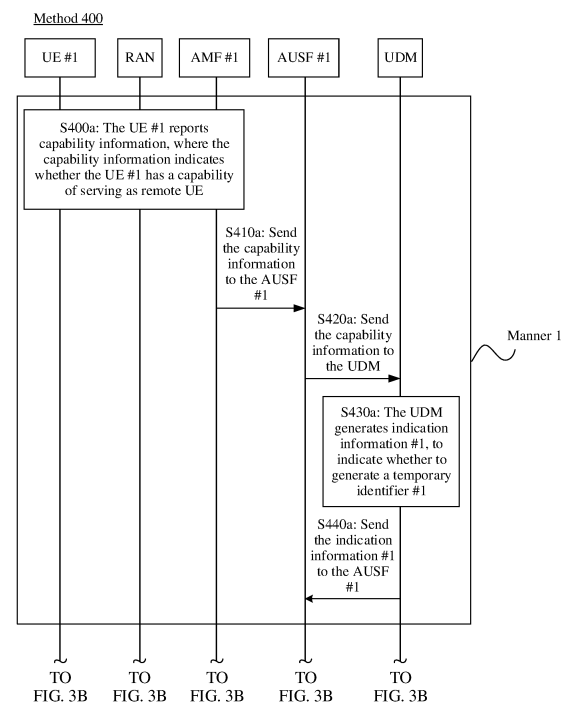 Method 400
UE #1
RAN
AMF #1
AUSF #1
UDM
S400a: The UE #1 reports
capability information, where the
capability information indicates
whether the UE #1 has a capability
of serving as remote UE
S410a: Send
the capability
information
to the AUSF
#1
S420a: Send
the capability
information to
the UDM
Manner 1
S430a: The UDM
generates indication
information #1, to
indicate whether to
generate a temporary
identifier #1
S440a: Send
the indication
information #1
to the AUSF
#1
TO
FIG. 3B
TO
FIG. 3B
TO
FIG. 3B
TO
FIG. 3B
TO
FIG. 3B